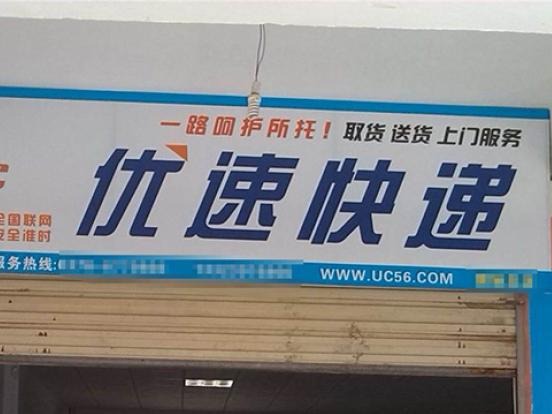 一路呵护所托！ 取货 送货 上门服务
优速快递
全国联网
安全准时
服务热线:
WWW.UC56.COM